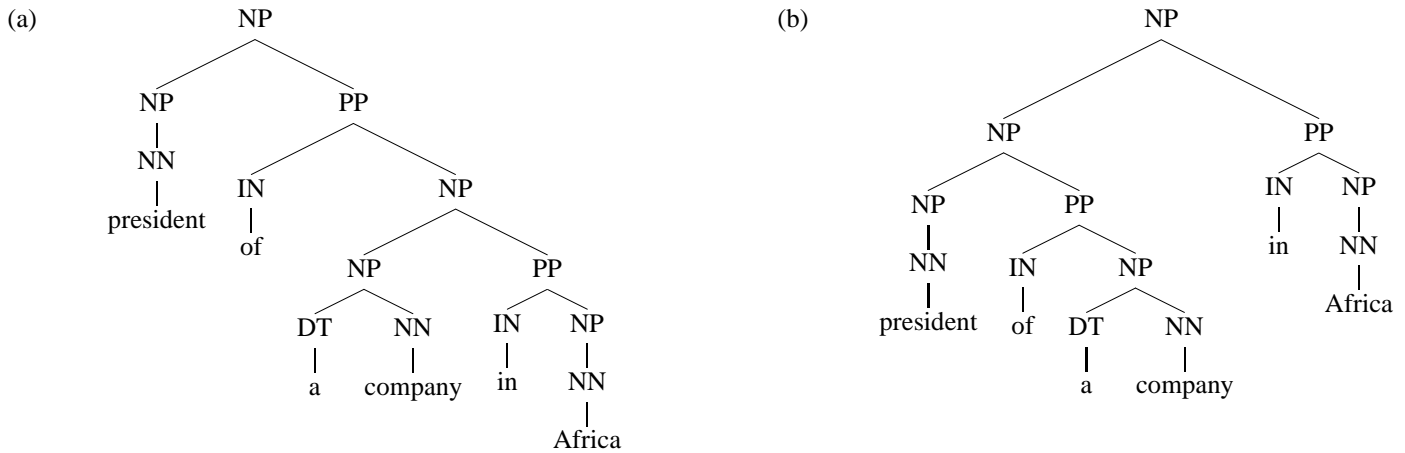 (a)
NP
NP PP
NN
IN NP
president
of
NP PP
DT NN IN NP
a company in NN
Africa
(b)
NP
NP PP
NP PP IN NP
NN IN NP in NN
president of DT NN Africa
a company